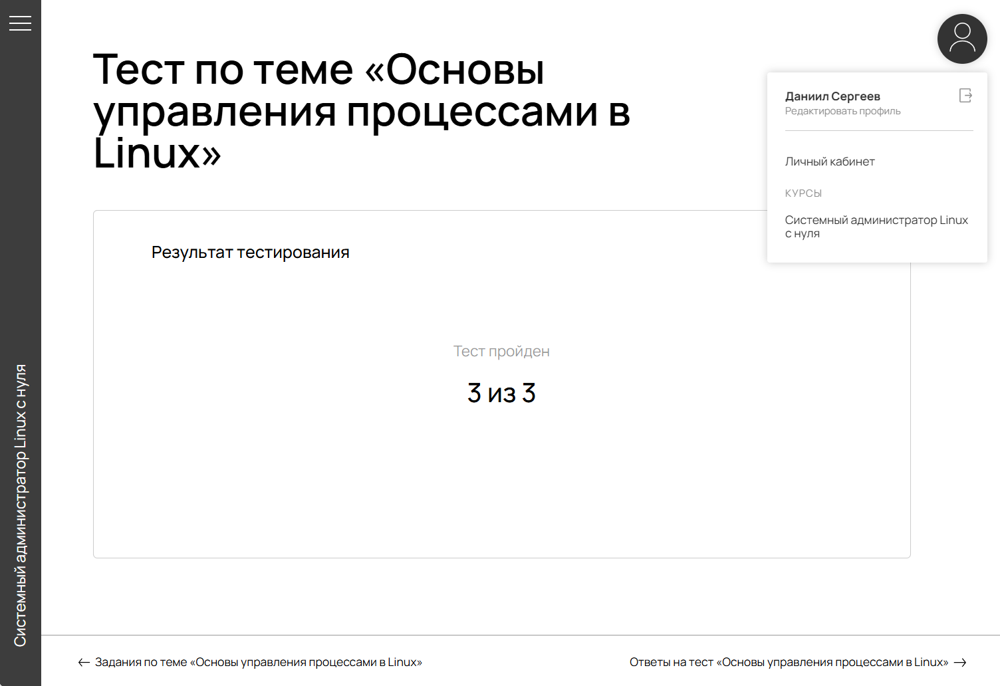 Тест по теме «Основы
управления процессами в
Linux»
Даниил Сергеев
Редактировать профиль
Личный кабинет
КУРСЫ
Системный администратор Linux
с нуля
Результат тестирования
Тест пройден
3 из 3
Системный администратор Linux с нуля
← Задания по теме «Основы управления процессами в Linux»
Ответы на тест «Основы управления процессами в Linux» →